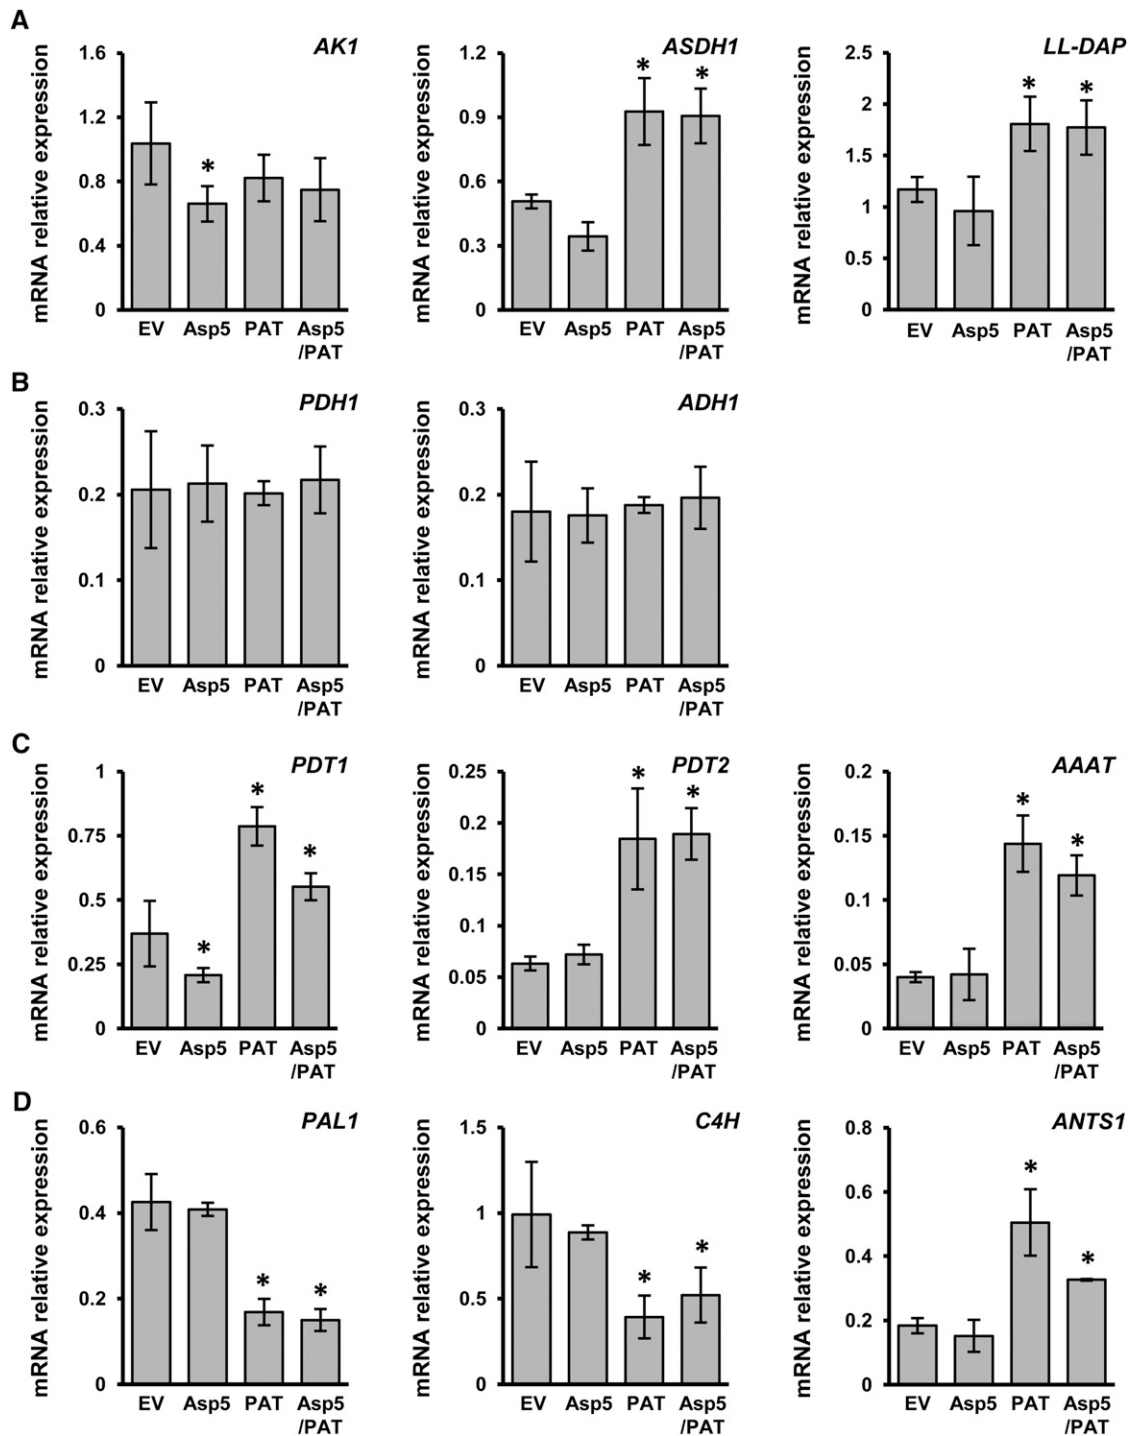 A
AK1
mRNA relative expression
1.6
1.2
0.8
0.4
0
EV Asp5 PAT Asp5
/PAT
ASDH1
mRNA relative expression
1.2
0.9
0.6
0.3
0
* *
EV Asp5 PAT Asp5
/PAT
LL-DAP
mRNA relative expression
2.5
2
1.5
1
0.5
0
* *
EV Asp5 PAT Asp5
/PAT
B
PDH1
mRNA relative expression
0.3
0.2
0.1
0
EV Asp5 PAT Asp5
/PAT
ADH1
mRNA relative expression
0.3
0.2
0.1
0
EV Asp5 PAT Asp5
/PAT
C
PDT1
mRNA relative expression
1
0.75
0.5
0.25
0
* * *
EV Asp5 PAT Asp5
/PAT
PDT2
mRNA relative expression
0.25
0.2
0.15
0.1
0.05
0
* *
EV Asp5 PAT Asp5
/PAT
AAAT
mRNA relative expression
0.2
0.15
0.1
0.05
0
* *
EV Asp5 PAT Asp5
/PAT
D
PAL1
mRNA relative expression
0.6
0.4
0.2
0
* *
EV Asp5 PAT Asp5
/PAT
C4H
mRNA relative expression
1.5
1
0.5
0
* *
EV Asp5 PAT Asp5
/PAT
ANTS1
mRNA relative expression
0.8
0.6
0.4
0.2
0
* *
EV Asp5 PAT Asp5
/PAT